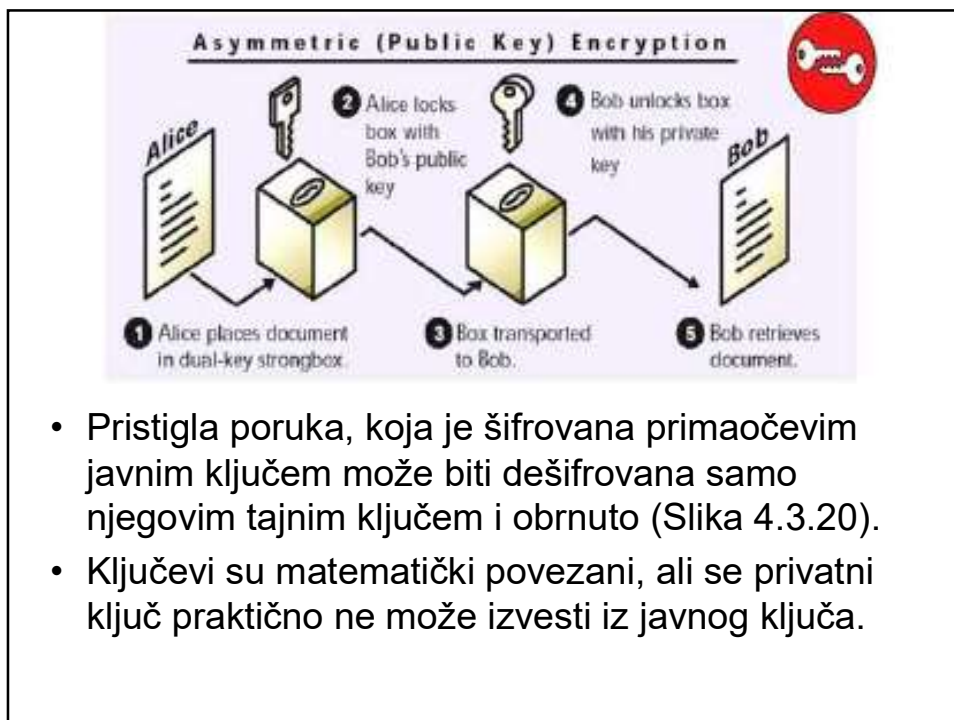 Asymmetric (Public Key) Encryption
Alice
2 Alice locks
box with
Bob's public
key
4 Bob unlocks box
with his private
key
Bob
1 Alice places document
in dual-key strongbox.
3 Box transported
to Bob.
5 Bob retrieves
document.
• Pristigla poruka, koja je šifrovana primaočevim
javnim ključem može biti dešifrovana samo
njegovim tajnim ključem i obrnuto (Slika 4.3.20).
• Ključevi su matematički povezani, ali se privatni
ključ praktično ne može izvesti iz javnog ključa.